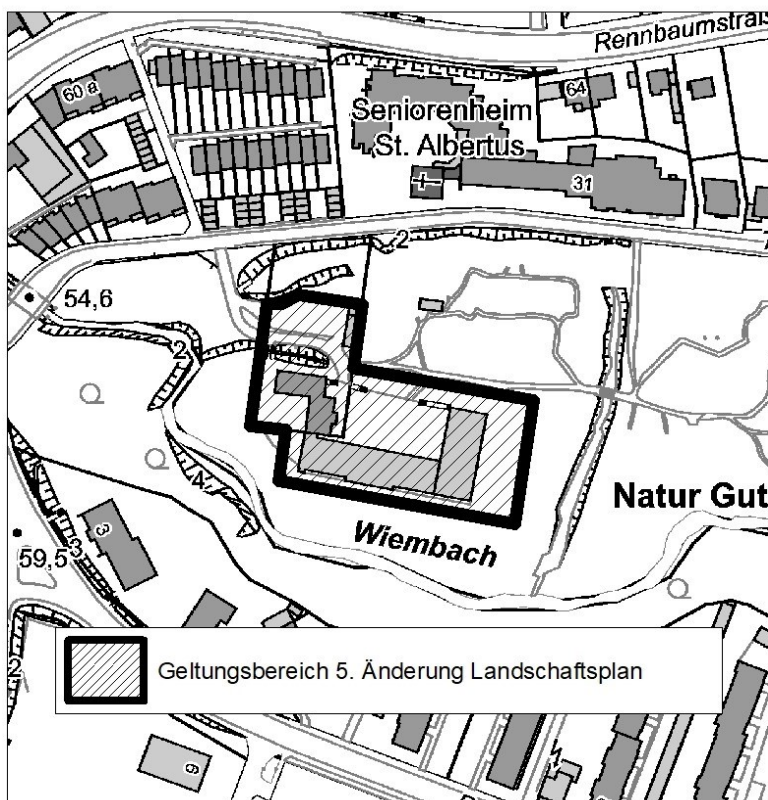 Rennbaumstraß
60 a
64
Seniorenheim
St. Albertus
31
2
54,6
2
4
Natur Gut
3
Wiembach
59,5
3
2
Geltungsbereich 5. Änderung Landschaftsplan
9